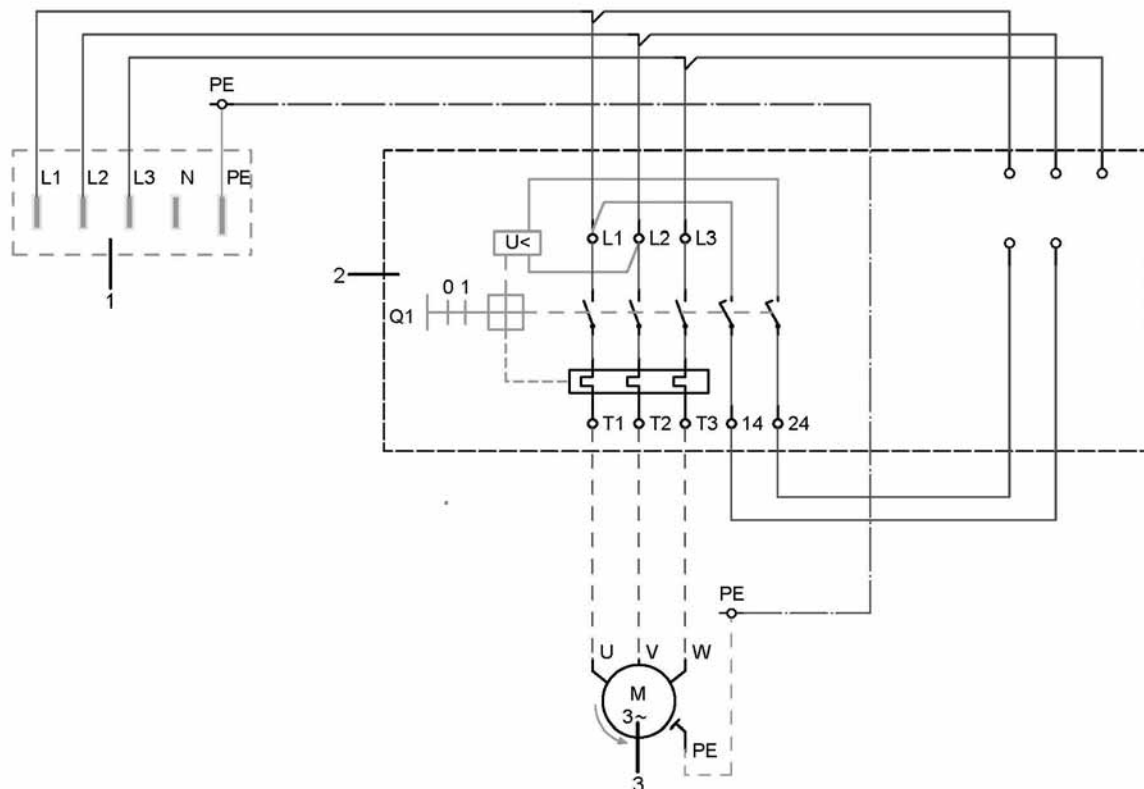 PE
L1 L2 L3 N PE
1
2
U<
L1 L2 L3
0 1
Q1
T1 T2 T3 14 24
PE
U V W
M
3~
PE
3